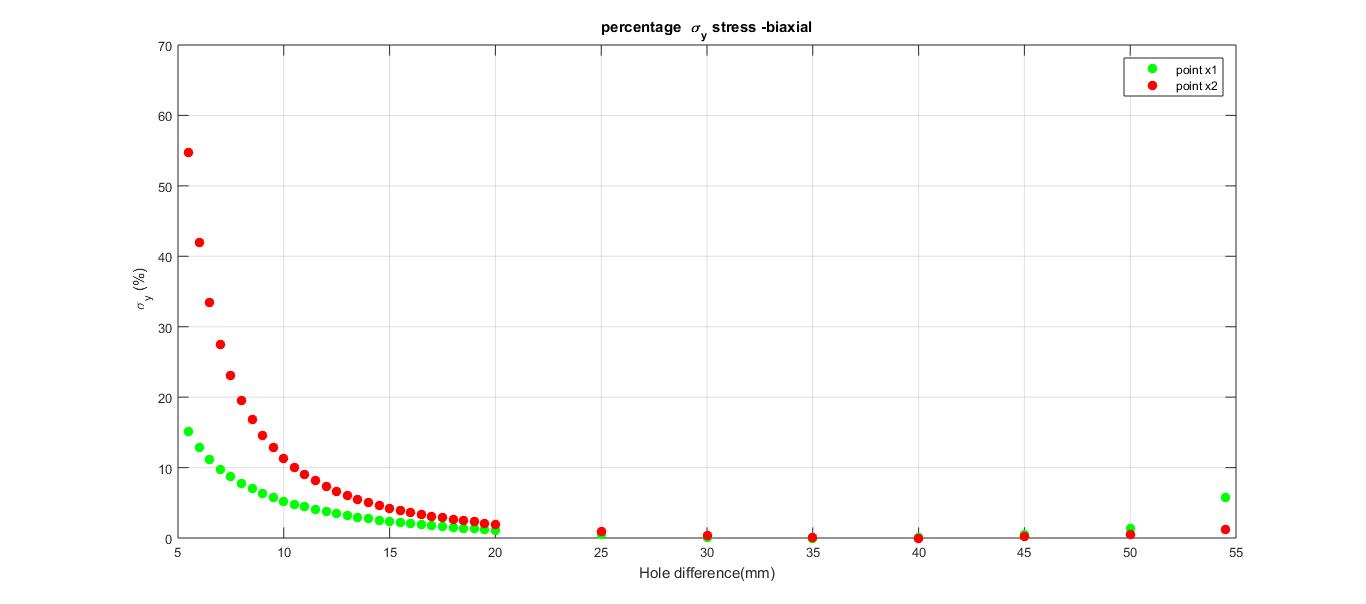 percentage σy stress -biaxial
point x1
point x2
70
60
50
40
30
20
10
0
σy (%)
5 10 15 20 25 30 35 40 45 50 55
Hole difference(mm)